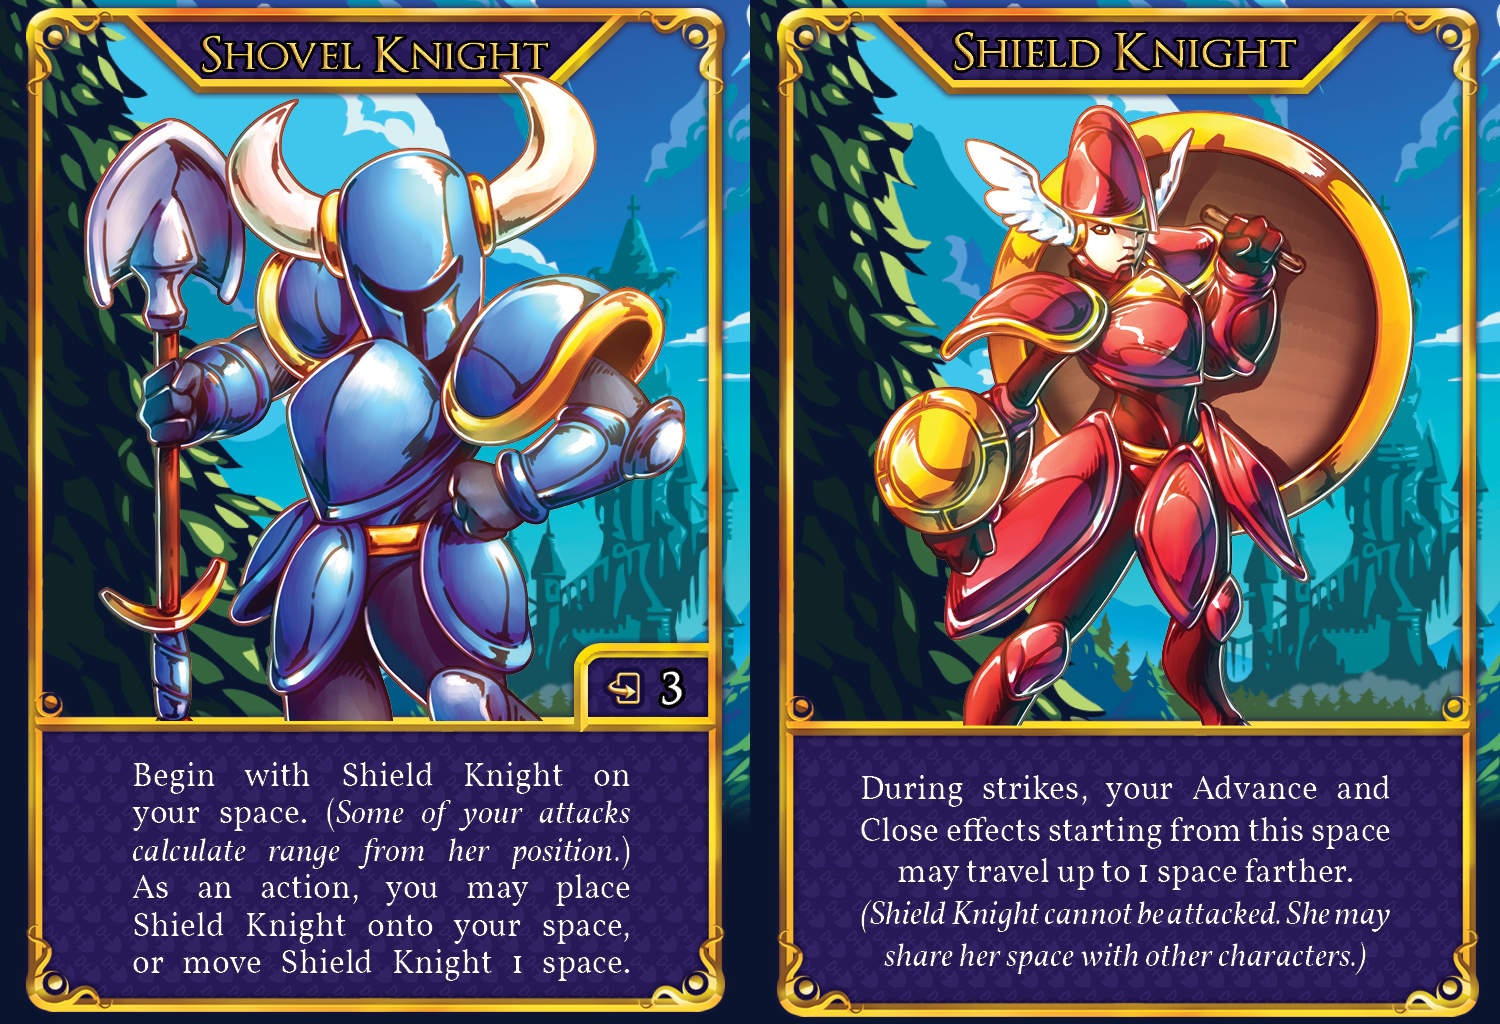 Shovel Knight
3
Begin with Shield Knight on
your space. (Some of your attacks
calculate range from her position.)
As an action, you may place
Shield Knight onto your space,
or move Shield Knight 1 space.
Shield Knight
During strikes, your Advance and
Close effects starting from this space
may travel up to 1 space farther.
(Shield Knight cannot be attacked. She may
share her space with other characters.)